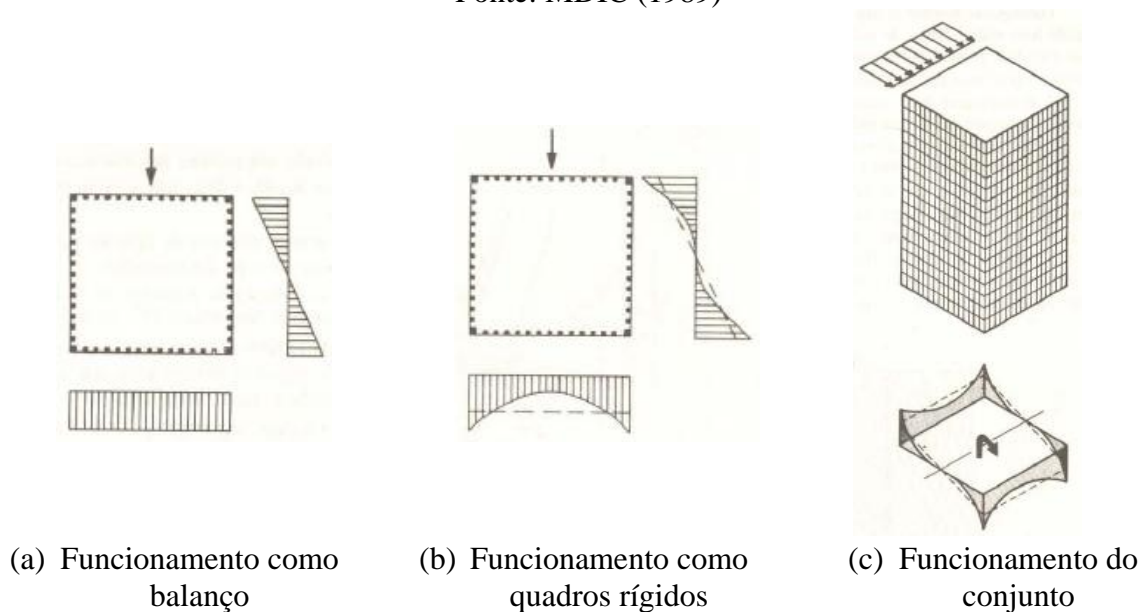 Fonte: MDIC (1989)
(a) Funcionamento como
balanço
(b) Funcionamento como
quadros rígidos
(c) Funcionamento do
conjunto